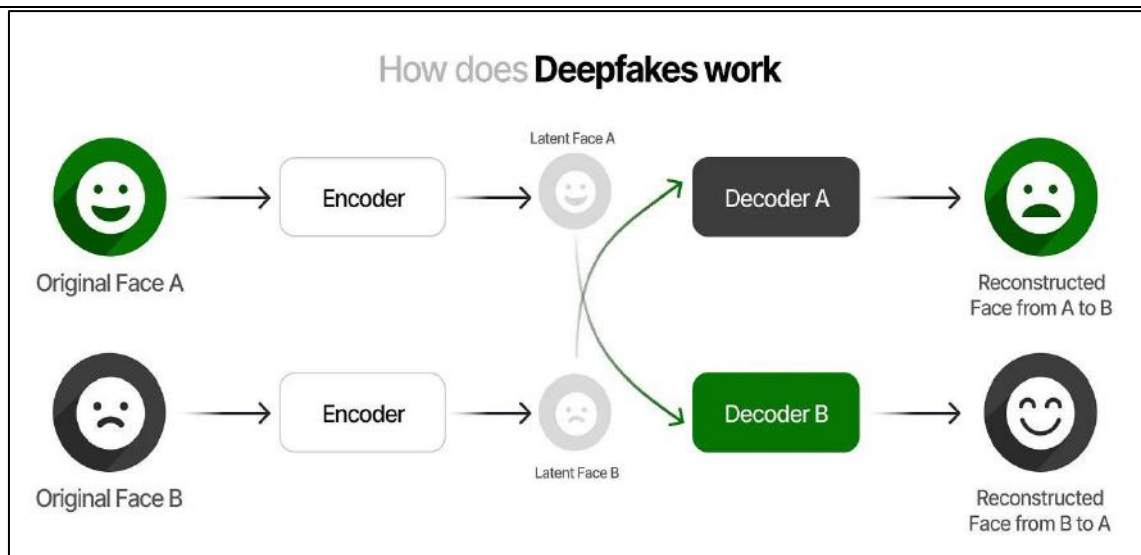 How does Deepfakes work
Latent Face A
Encoder
Decoder A
Original Face A
Reconstructed
Face from A to B
Encoder
Decoder B
Latent Face B
Original Face B
Reconstructed
Face from B to A